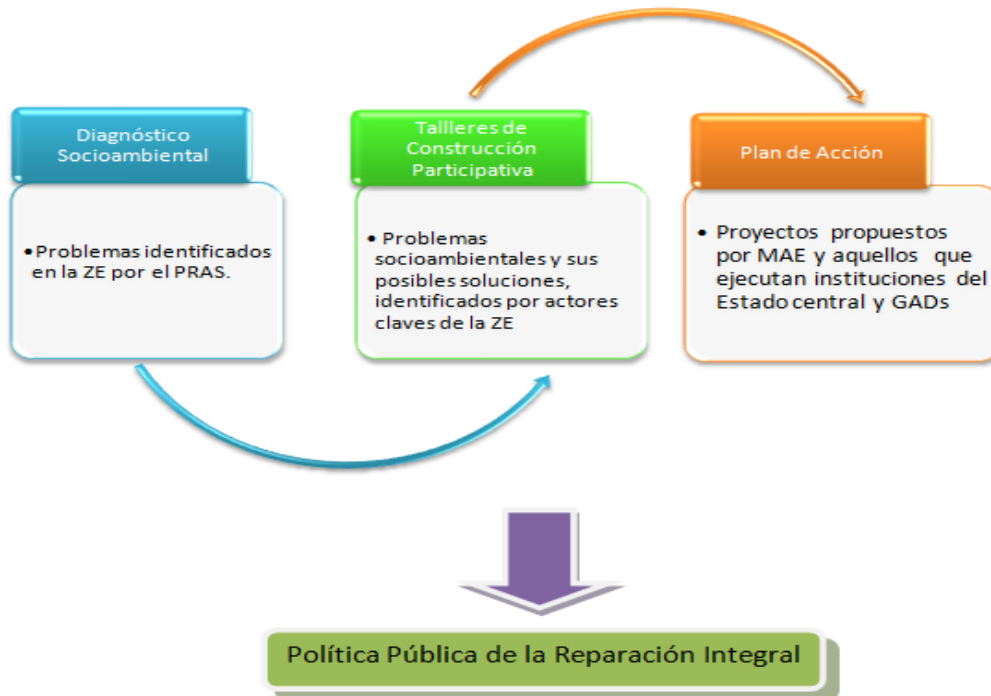 Diagnóstico
Socioambiental
• Problemas identificados
en la ZE por el PRAS.
Tallleres de
Construcción
Participativa
• Problemas
socioambientales y sus
posibles soluciones,
identificados por actores
claves de la ZE
Plan de Acción
• Proyectos propuestos
por MAE y aquellos que
ejecutan instituciones del
Estado central y GADs
Política Pública de la Reparación Integral